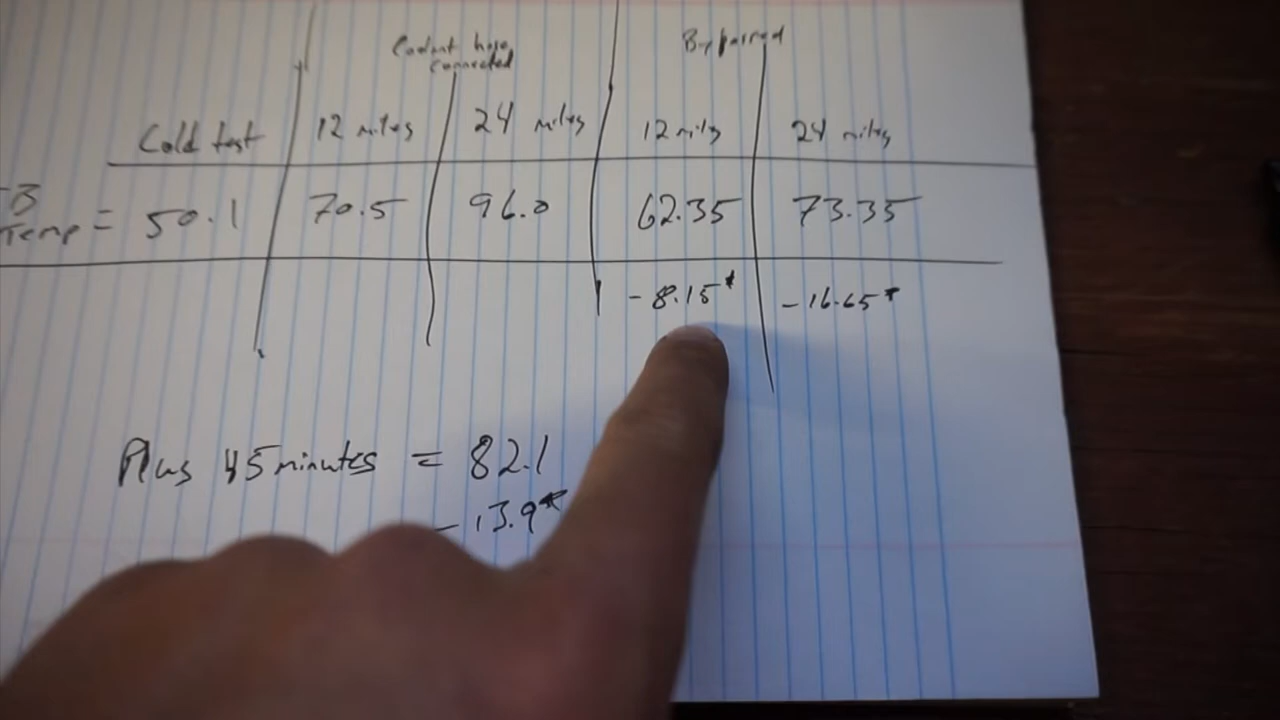 Coolant hose Bypassed
connected
Cold test 12 miles 24 miles 12 miles 24 miles
TB
Temp = 50.1 70.5 96.0 62.35 73.35
-8.15* -16.65*
Plus 45 minutes = 82.1
-13.9*